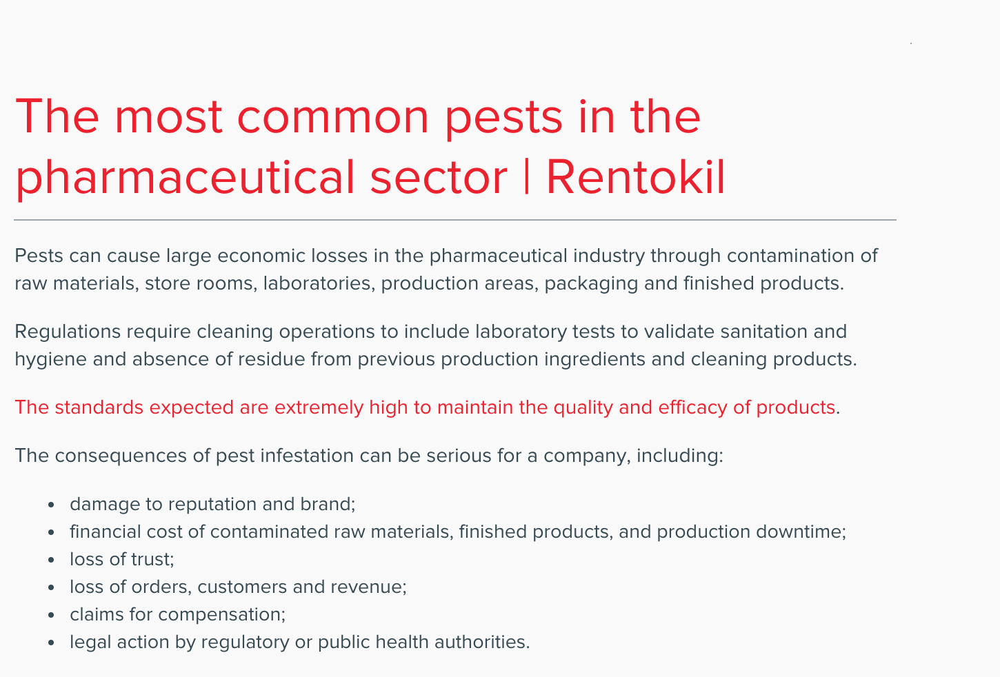 The most common pests in the
pharmaceutical sector | Rentokil
Pests can cause large economic losses in the pharmaceutical industry through contamination of
raw materials, store rooms, laboratories, production areas, packaging and finished products.
Regulations require cleaning operations to include laboratory tests to validate sanitation and
hygiene and absence of residue from previous production ingredients and cleaning products.
The standards expected are extremely high to maintain the quality and efficacy of products.
The consequences of pest infestation can be serious for a company, including:
• damage to reputation and brand;
• financial cost of contaminated raw materials, finished products, and production downtime;
• loss of trust;
• loss of orders, customers and revenue;
• claims for compensation;
• legal action by regulatory or public health authorities.